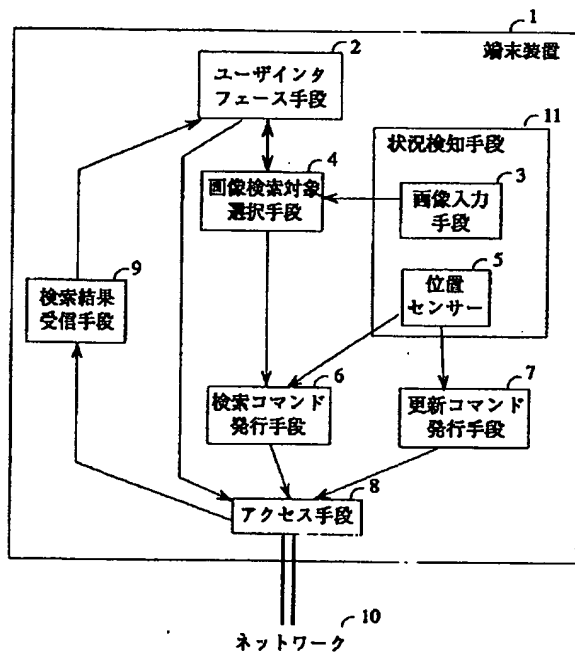 1
端末装置
2
ユーザインタ
フェース手段
11
状況検知手段
4
画像検索対象
選択手段
3
画像入力
手段
5
位置
センサー
9
検索結果
受信手段
6
検索コマンド
発行手段
7
更新コマンド
発行手段
8
アクセス手段
10
ネットワーク